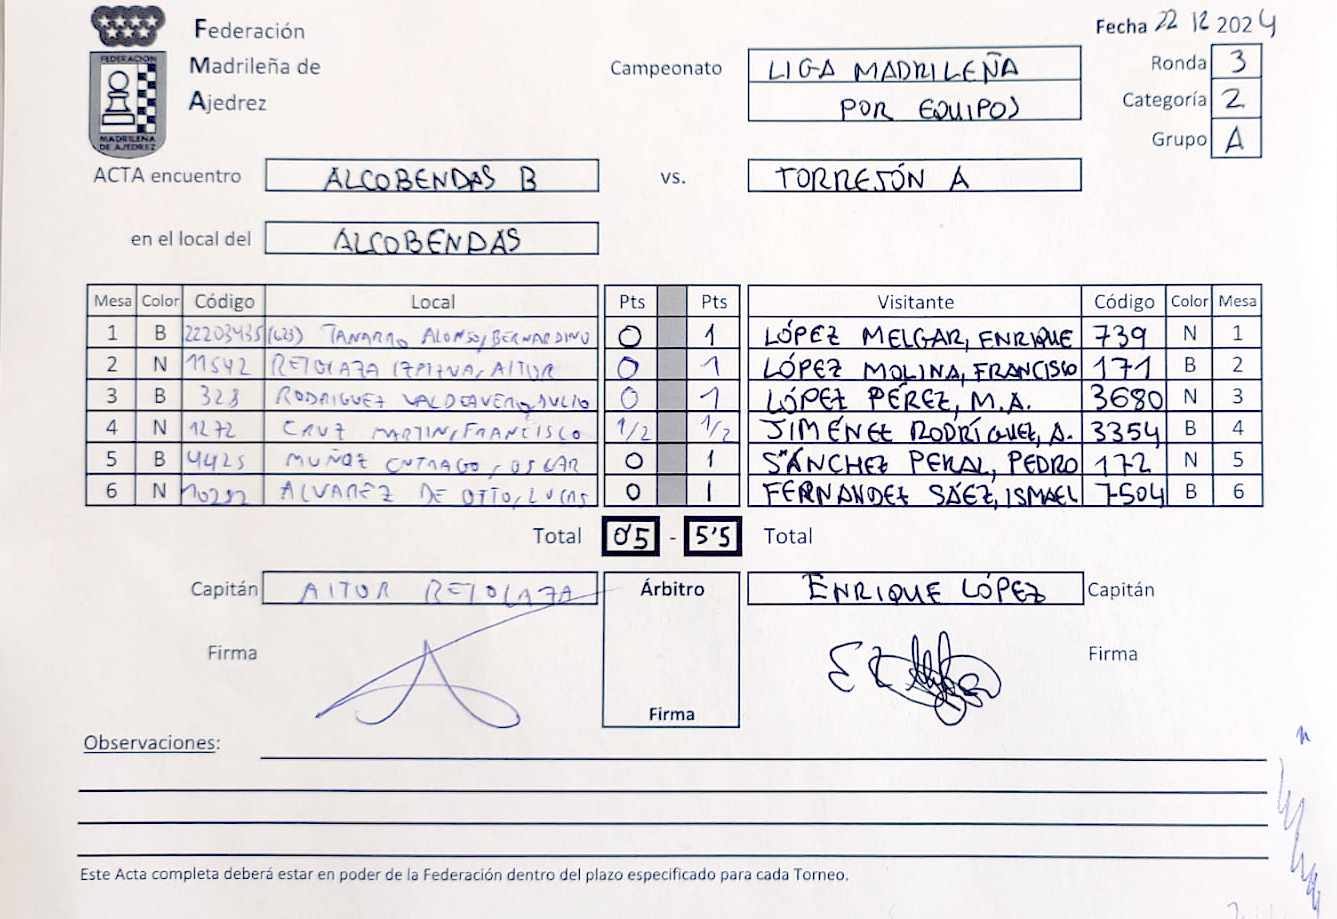 Federación
Madrileña de
Ajedrez
FEDERACION
MADRILEÑA
DE AJEDREZ
Fecha 22 12 2024
Campeonato LIGA MADRILEÑA
POR EQUIPOS
Ronda 3
Categoría 2
Grupo A
ACTA encuentro ALCOBENDAS B vs. TORREJÓN A
en el local del ALCOBENDAS
Mesa Color Código Local Pts Pts Visitante Código Color Mesa
1 B 22203435 (623) TANARRO ALONSO, BERNARDINO 0 1 LÓPEZ MELGAR, ENRIQUE 739 N 1
2 N 11542 RETOLAZA IZPIZUA, AITOR 0 1 LÓPEZ MOLINA, FRANCISCO 171 B 2
3 B 323 RODRIGUEZ VALDEAVERO, JULIO 0 1 LÓPEZ PÉREZ, M.A. 3680 N 3
4 N 1272 CRUZ MARTIN, FRANCISCO 1/2 1/2 JIMÉNEZ RODRÍGUEZ, A. 3354 B 4
5 B 4425 MUÑOZ ENTRAGO, OSCAR 0 1 SÁNCHEZ PERAL, PEDRO 172 N 5
6 N 10292 ALVAREZ DE OTTO, LUCAS 0 1 FERNANDEZ SÁEZ, ISMAEL 7504 B 6
Total 0'5 - 5'5 Total
Capitán AITOR RETOLAZA Árbitro ENRIQUE LÓPEZ Capitán
Firma Firma
Firma
Observaciones:
Este Acta completa deberá estar en poder de la Federación dentro del plazo especificado para cada Torneo.